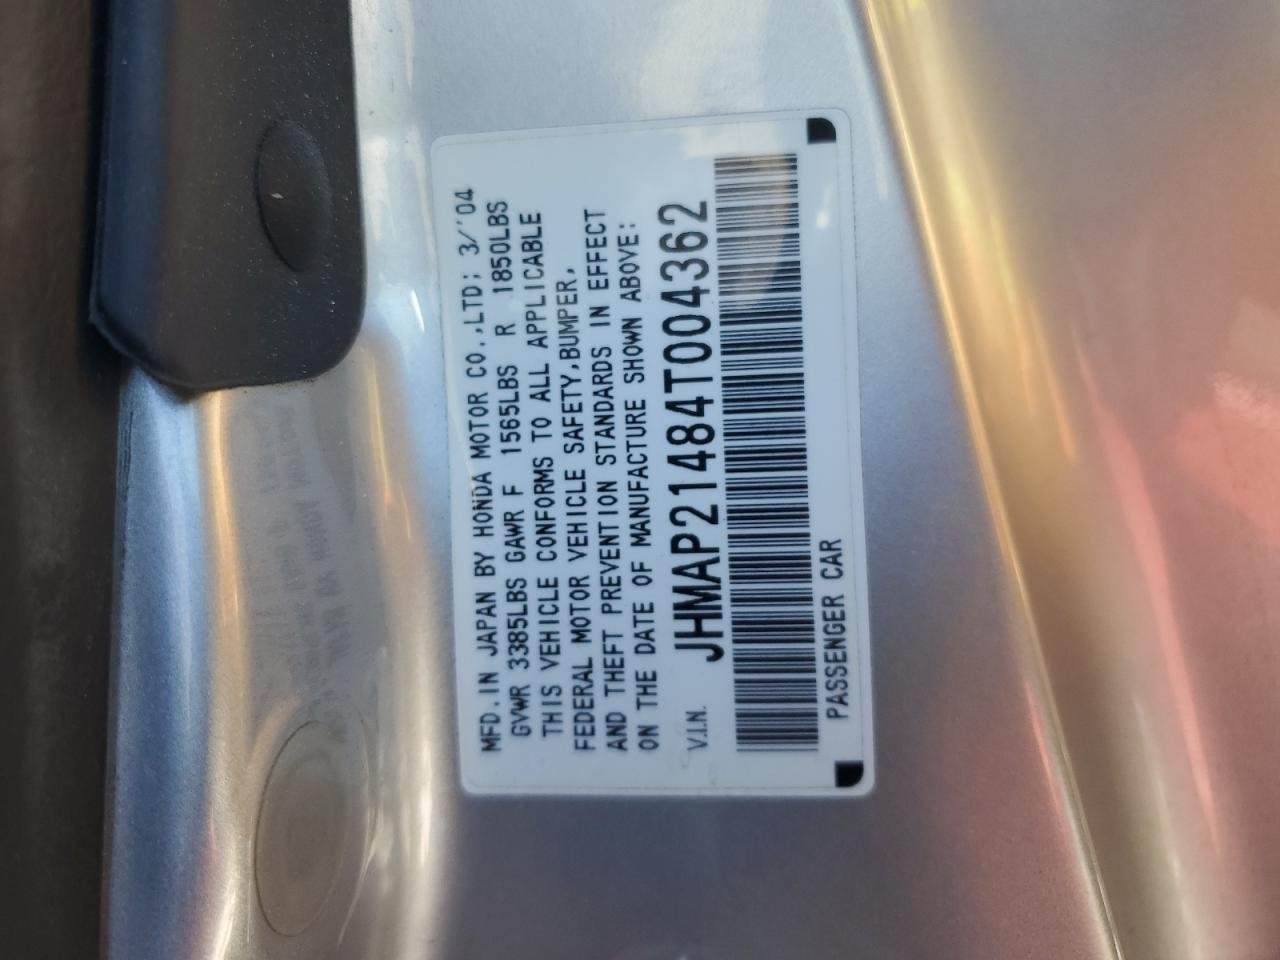 MFD.IN JAPAN BY HONDA MOTOR CO.,LTD; 3/'04
GVWR 3385LBS GAWR F 1565LBS R 1850LBS
THIS VEHICLE CONFORMS TO ALL APPLICABLE
FEDERAL MOTOR VEHICLE SAFETY,BUMPER,
AND THEFT PREVENTION STANDARDS IN EFFECT
ON THE DATE OF MANUFACTURE SHOWN ABOVE:
V.I.N. JHMAP21484T004362
PASSENGER CAR